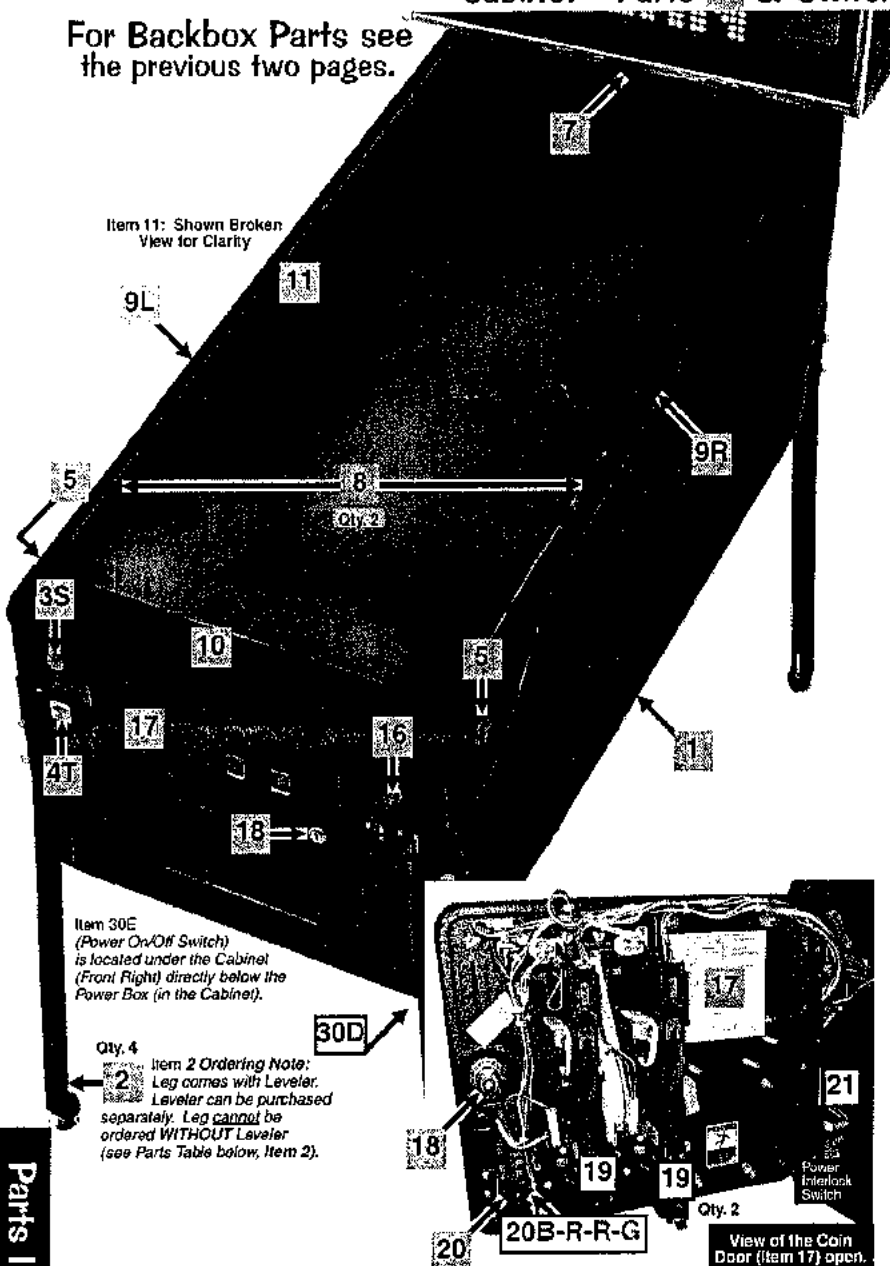 For Backbox Parts see
the previous two pages.
7
Item 11: Shown Broken
View for Clarity
11
9L
9R
5
8
Qty. 2
3S
10
5
17
16
4T
1
18
Item 30E
(Power On/Off Switch)
is located under the Cabinet
(Front Right) directly below the
Power Box (in the Cabinet).
30D
Qty. 4
2
Item 2 Ordering Note:
Leg comes with Leveler.
Leveler can be purchased
separately. Leg cannot be
ordered WITHOUT Leveler
(see Parts Table below, Item 2).
17
21
18
19
19
Power
Interlock
Switch
Qty. 2
20
20B-R-R-G
View of the Coin
Door (Item 17) open.
Parts